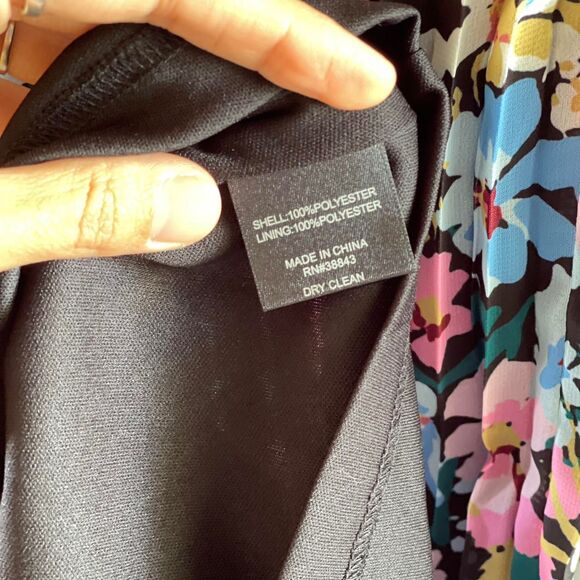 SHELL:100%POLYESTER
LINING:100%POLYESTER
MADE IN CHINA
RN#38843
DRY CLEAN